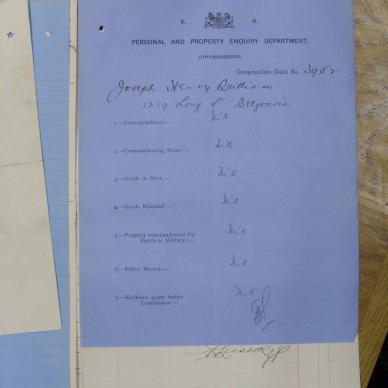 E. R.
PERSONAL AND PROPERTY ENQUIRY DEPARTMENT.
JOHANNESBURG.
Compensation Claim No. 3952
Joseph Henry Quilliam
1219 Long St Belgravia
1—Correspondence— Nil
2—Commandeering Notes— Nil
3—Goods in Store— Nil
4—Goods Released— Nil
5—Property commandeered (by Dutch or Military)— Nil
6—Police Record— Nil
7—Evidence given before Commission— Nil